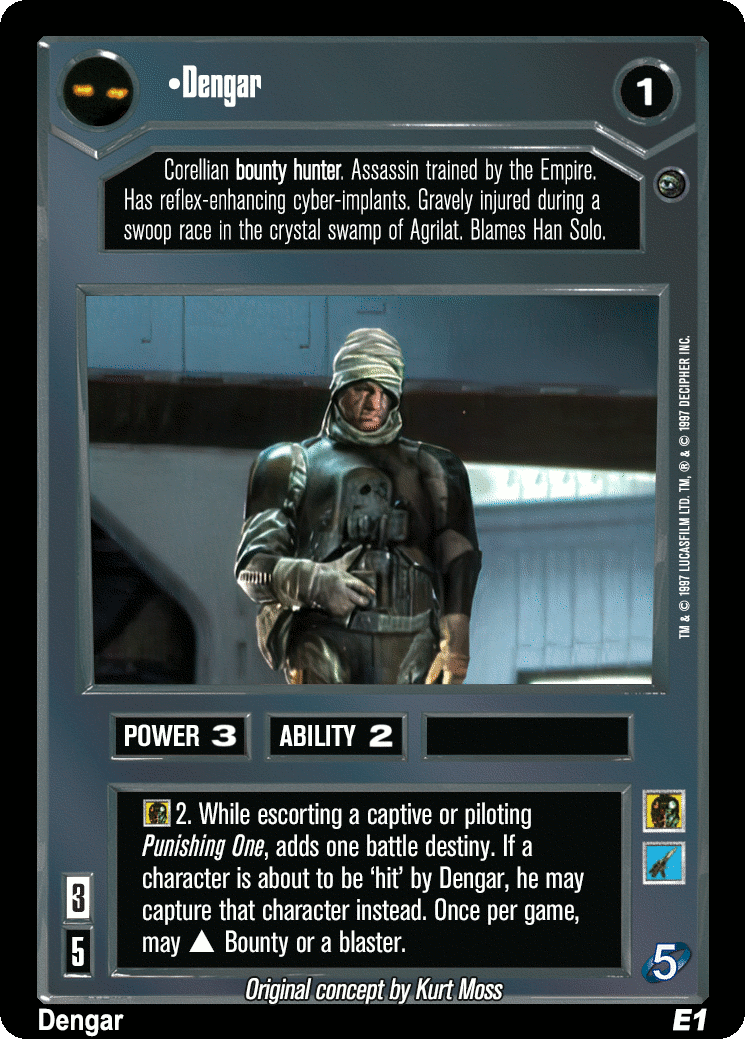 •Dengar
1
Corellian bounty hunter. Assassin trained by the Empire.
Has reflex-enhancing cyber-implants. Gravely injured during a
swoop race in the crystal swamp of Agrilat. Blames Han Solo.
TM & © 1997 LUCASFILM LTD. TM, ® & © 1997 DECIPHER INC.
POWER 3
ABILITY 2
2. While escorting a captive or piloting
Punishing One, adds one battle destiny. If a
character is about to be ‘hit’ by Dengar, he may
capture that character instead. Once per game,
may ▲ Bounty or a blaster.
3
5
5
Original concept by Kurt Moss
Dengar
E1